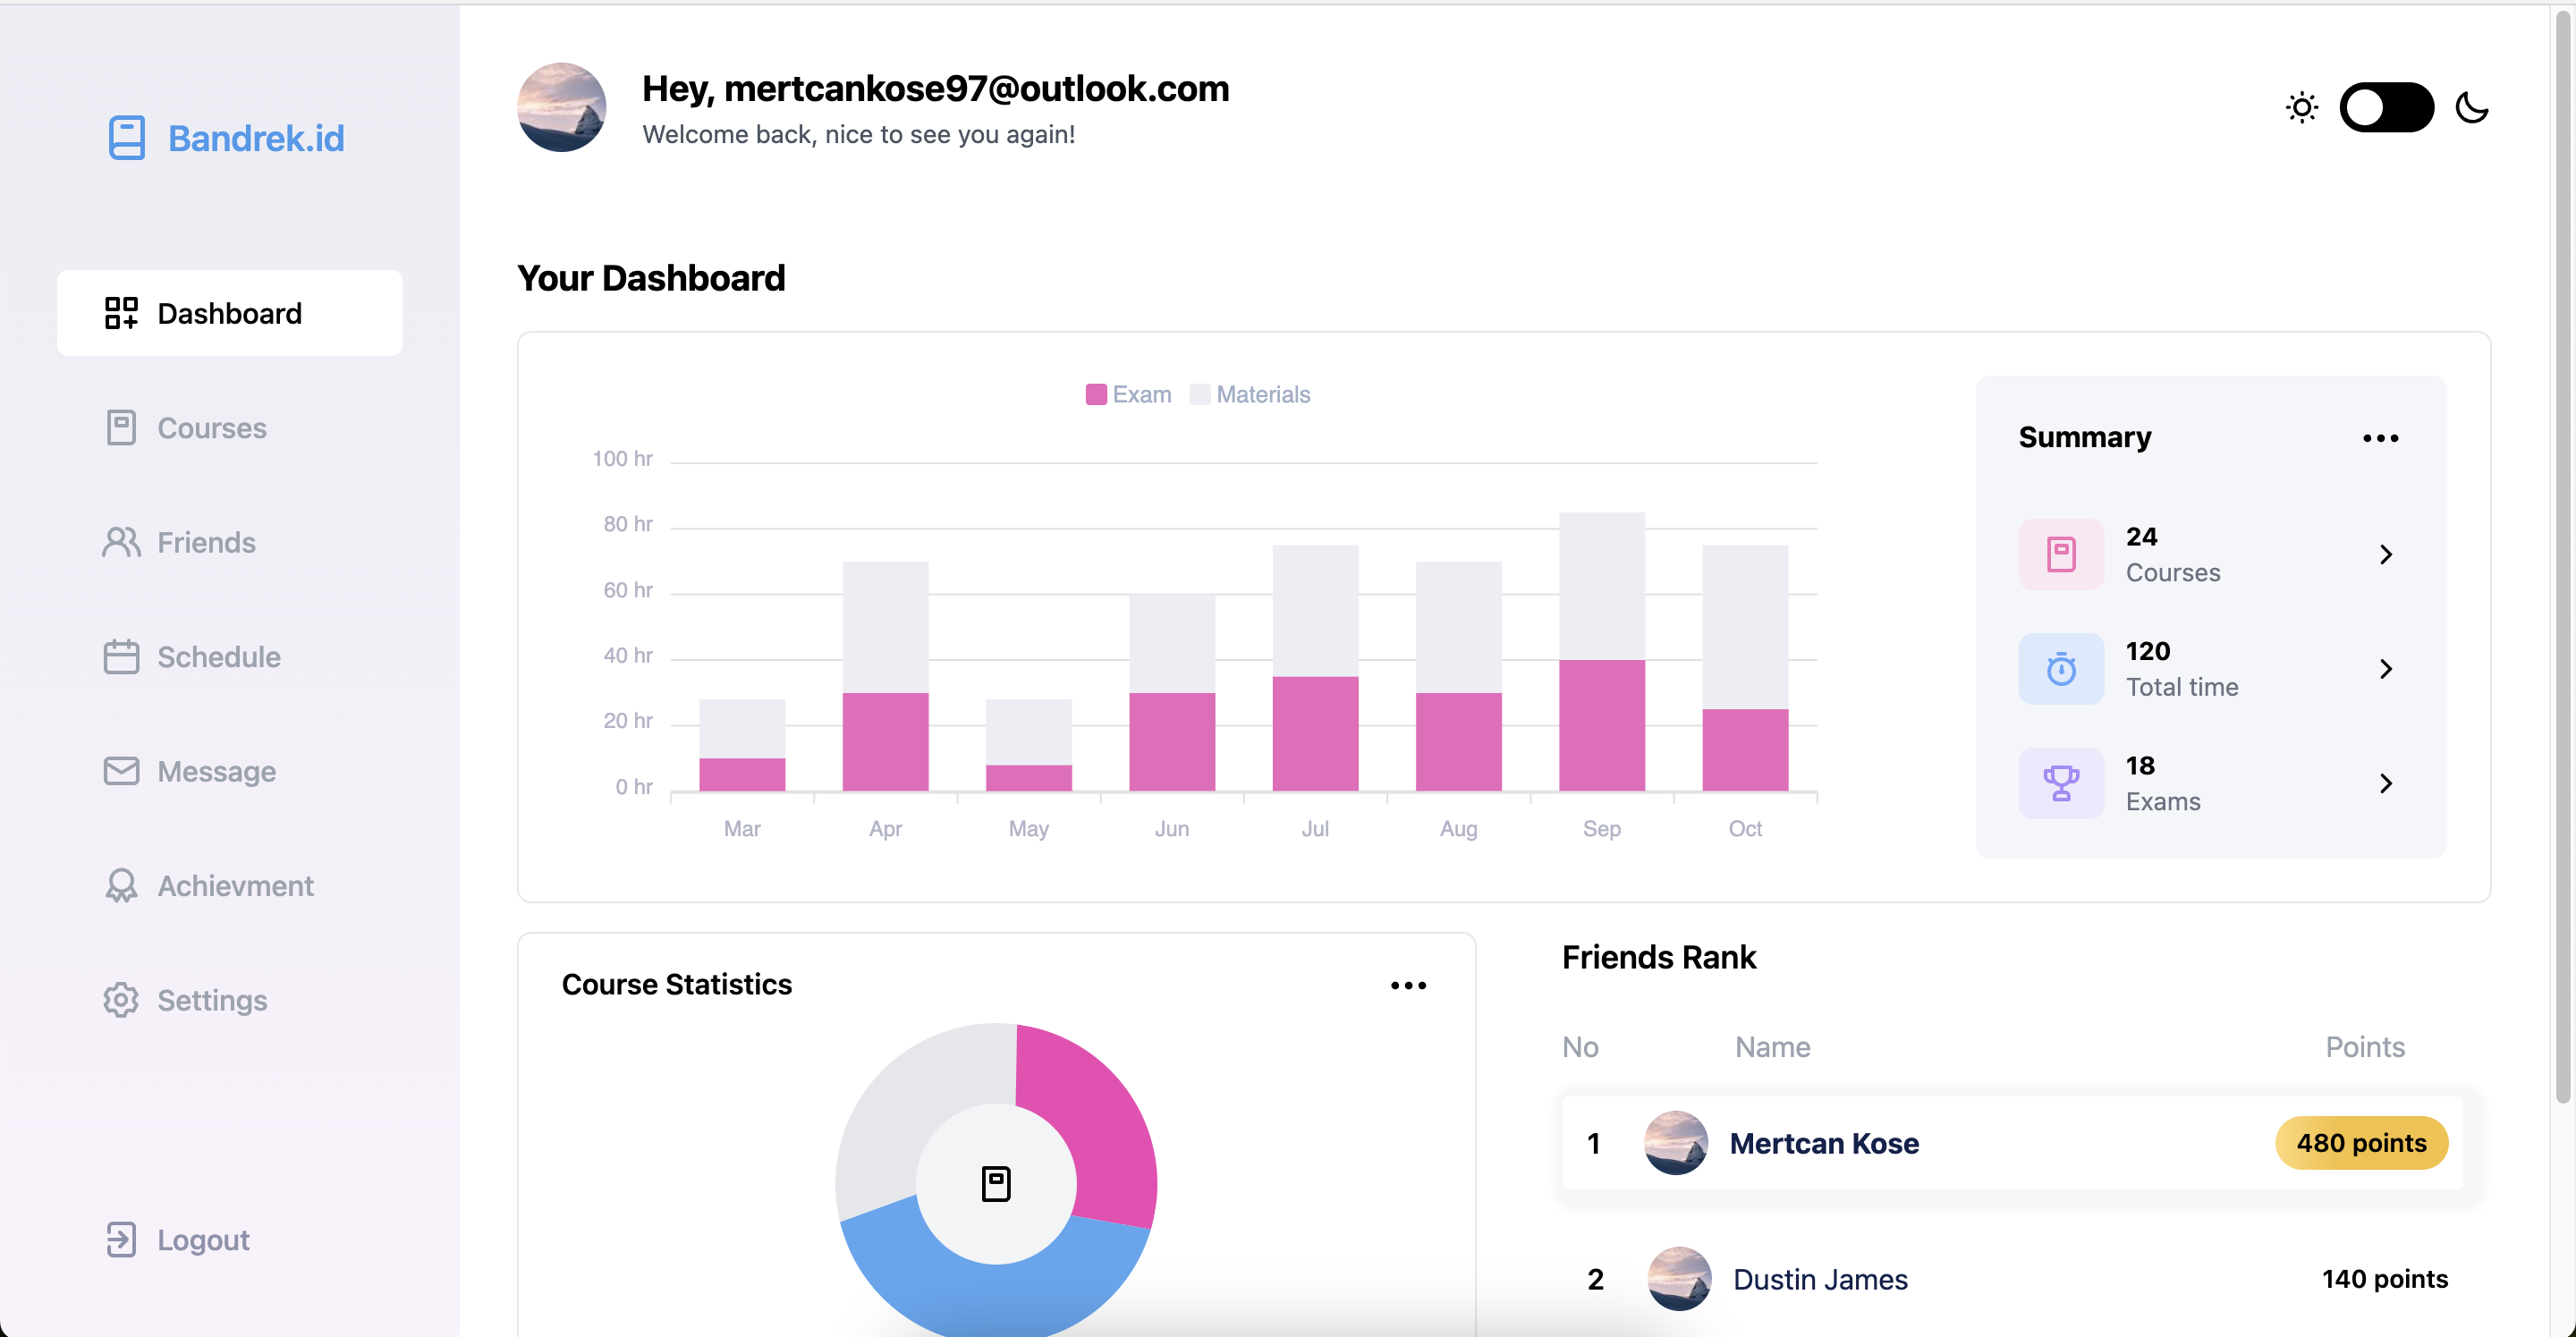 Bandrek.id
Dashboard
Courses
Friends
Schedule
Message
Achievment
Settings
Logout
Hey, mertcankose97@outlook.com
Welcome back, nice to see you again!
Your Dashboard
Exam Materials
100 hr
80 hr
60 hr
40 hr
20 hr
0 hr
Mar Apr May Jun Jul Aug Sep Oct
Summary
24
Courses
120
Total time
18
Exams
Course Statistics
Friends Rank
No Name Points
1 Mertcan Kose 480 points
2 Dustin James 140 points